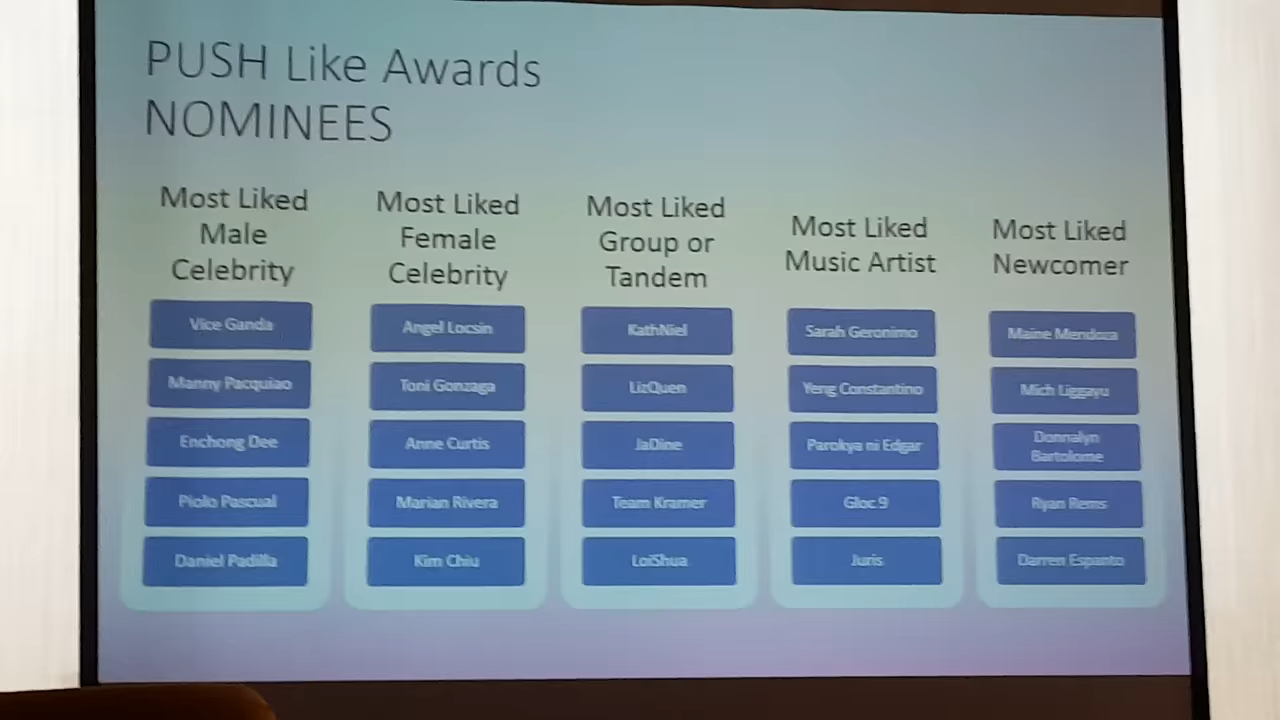 PUSH Like Awards
NOMINEES
Most Liked
Male
Celebrity
Vice Ganda
Manny Pacquiao
Enchong Dee
Piolo Pascual
Daniel Padilla
Most Liked
Female
Celebrity
Angel Locsin
Toni Gonzaga
Anne Curtis
Marian Rivera
Kim Chiu
Most Liked
Group or
Tandem
KathNiel
LizQuen
JaDine
Team Kramer
LoiShua
Most Liked
Music Artist
Sarah Geronimo
Yeng Constantino
Parokya ni Edgar
Gloc 9
Juris
Most Liked
Newcomer
Maine Mendoza
Mich Liggayu
Donnalyn
Bartolome
Ryan Rems
Darren Espanto